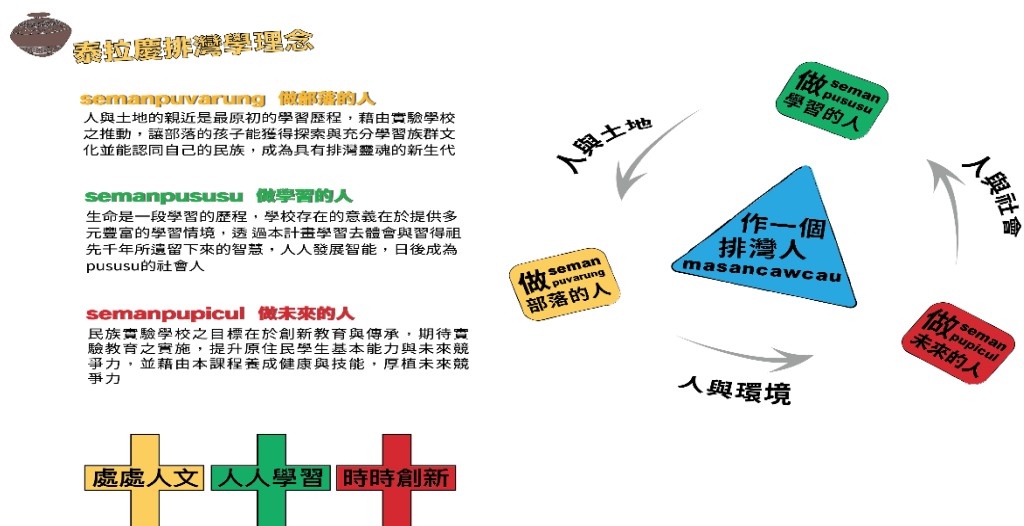 泰拉慶排灣學理念
semanpuvarung 做部落的人
人與土地的親近是最原初的學習歷程，藉由實驗學校
之推動，讓部落的孩子能獲得探索與充分學習族群文
化並能認同自己的民族，成為具有排灣靈魂的新生代
semanpususu 做學習的人
生命是一段學習的歷程，學校存在的意義在於提供多
元豐富的學習情境，透 過本計畫學習去體會與習得祖
先千年所遺留下來的智慧，人人發展智能，日後成為
pususu的社會人
semanpupicul 做未來的人
民族實驗學校之目標在於創新教育與傳承，期待實
驗教育之實施，提升原住民學生基本能力與未來競
爭力，並藉由本課程養成健康與技能，厚植未來競
爭力
處處人文
人人學習
時時創新
做 seman
pususu
學習的人
人與土地
人與社會
作一個
排灣人
masancawcau
做 seman
puvarung
部落的人
做 seman
pupicul
未來的人
人與環境